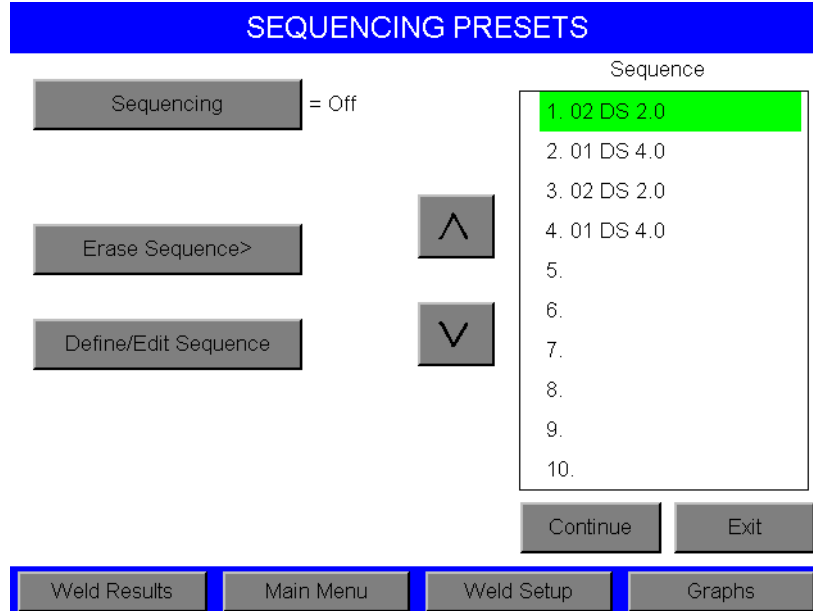 SEQUENCING PRESETS
Sequence
Sequencing = Off
1. 02 DS 2.0
2. 01 DS 4.0
3. 02 DS 2.0
4. 01 DS 4.0
5.
6.
7.
8.
9.
10.
Erase Sequence>
Define/Edit Sequence
Λ
V
Continue Exit
Weld Results Main Menu Weld Setup Graphs